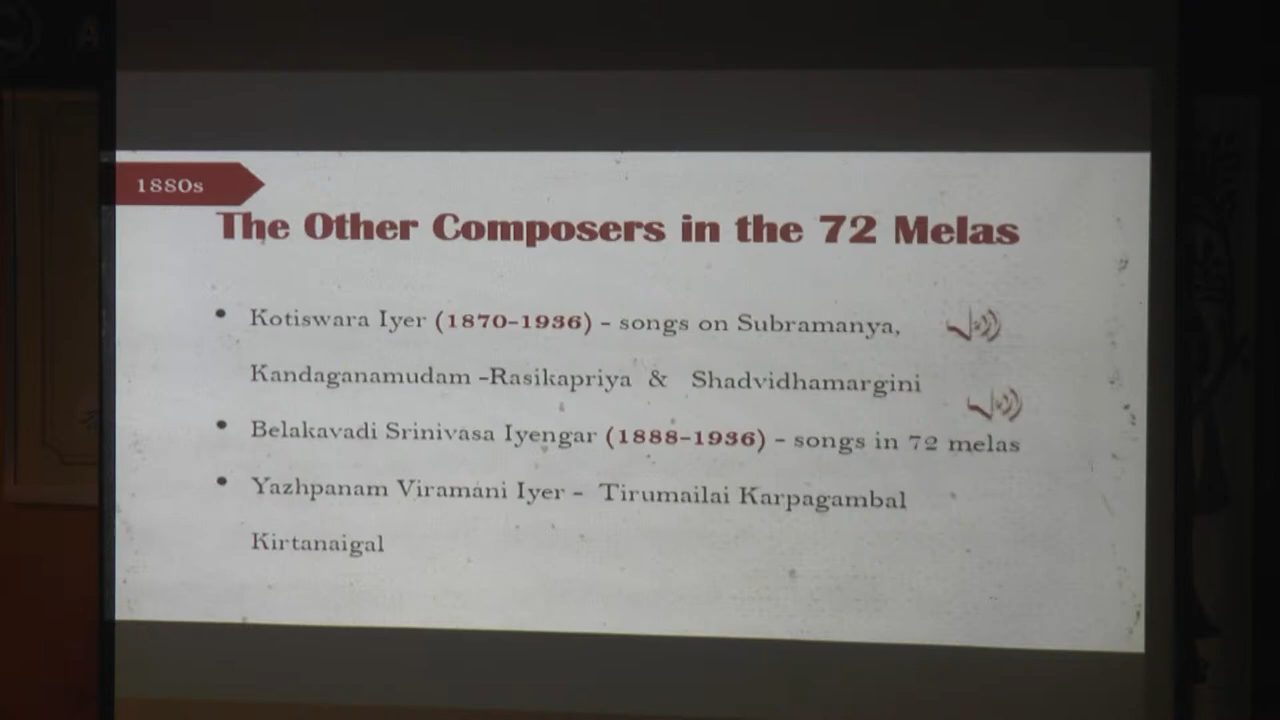 1880s
The Other Composers in the 72 Melas
• Kotiswara Iyer (1870-1936) - songs on Subramanya,
Kandaganamudam -Rasikapriya & Shadvidhamargini
• Belakavadi Srinivasa Iyengar (1888-1936) - songs in 72 melas
• Yazhpanam Viramani Iyer - Tirumailai Karpagambal
Kirtanaigal